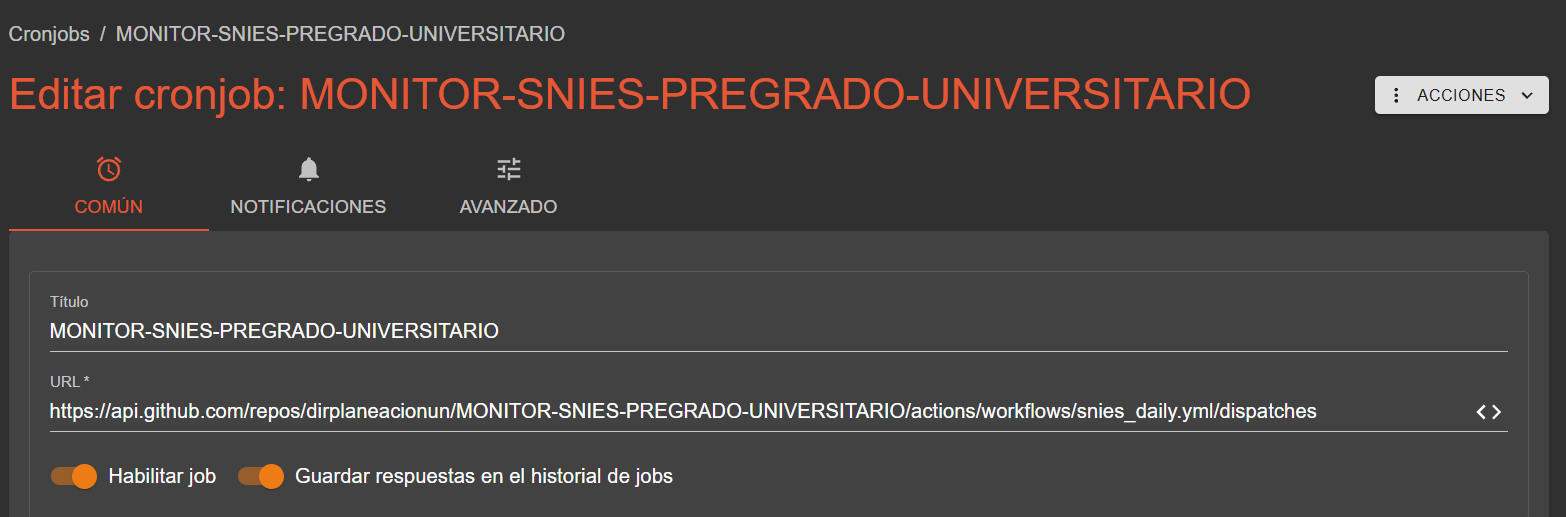 Cronjobs / MONITOR-SNIES-PREGRADO-UNIVERSITARIO
Editar cronjob: MONITOR-SNIES-PREGRADO-UNIVERSITARIO
ACCIONES
COMÚN
NOTIFICACIONES
AVANZADO
Título
MONITOR-SNIES-PREGRADO-UNIVERSITARIO
URL *
https://api.github.com/repos/dirplaneacionun/MONITOR-SNIES-PREGRADO-UNIVERSITARIO/actions/workflows/snies_daily.yml/dispatches
Habilitar job
Guardar respuestas en el historial de jobs